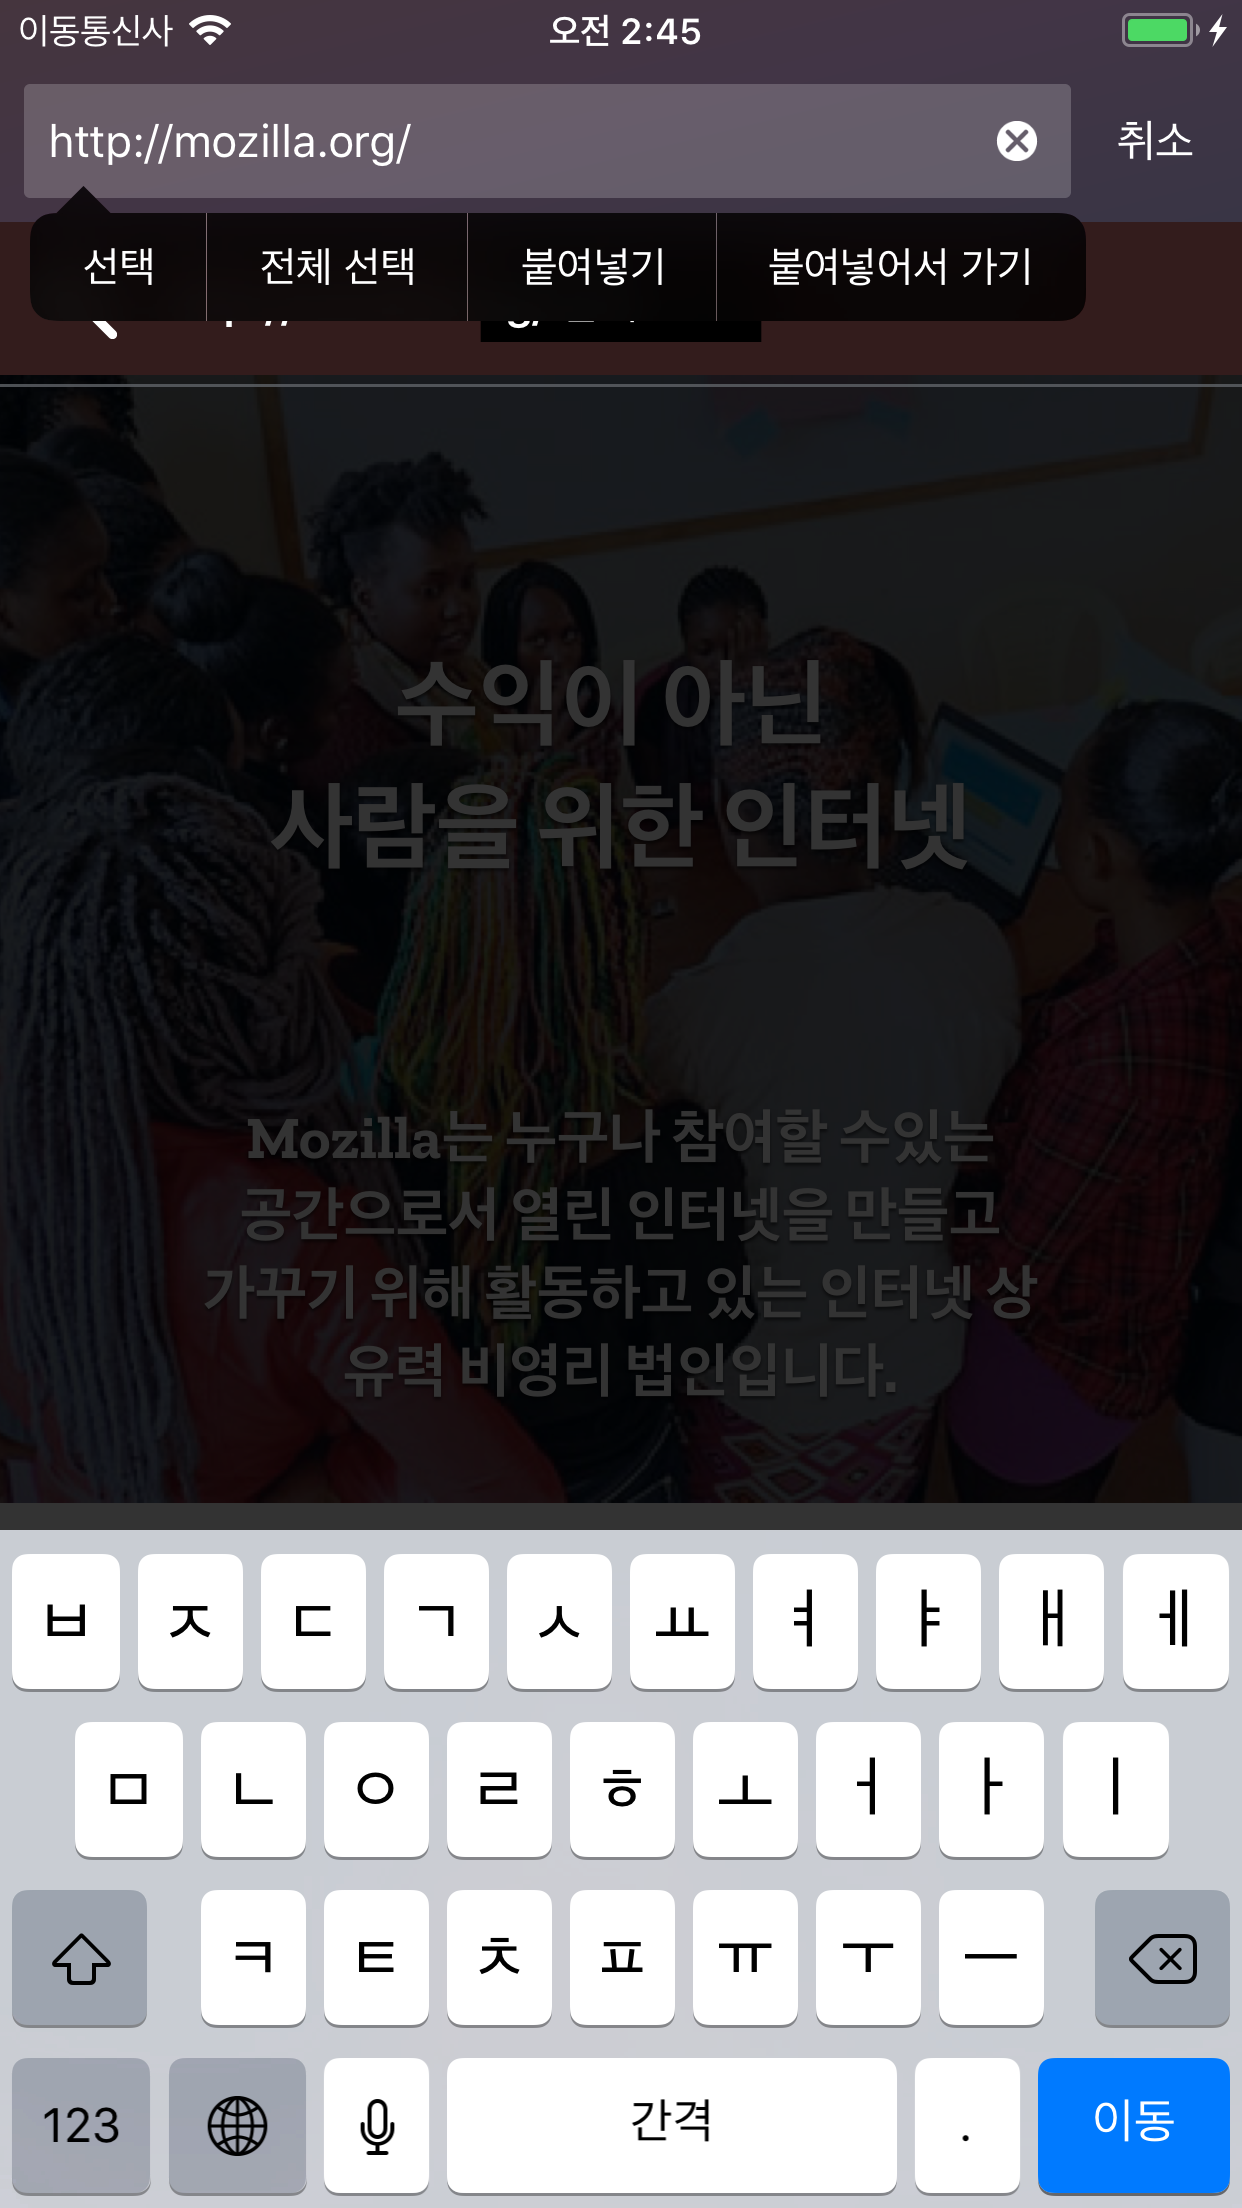 이동통신사
오전 2:45
http://mozilla.org/
취소
선택 전체 선택 붙여넣기 붙여넣어서 가기
수익이 아닌
사람을 위한 인터넷
Mozilla는 누구나 참여할 수있는
공간으로서 열린 인터넷을 만들고
가꾸기 위해 활동하고 있는 인터넷 상
유력 비영리 법인입니다.
ㅂ ㅈ ㄷ ㄱ ㅅ ㅛ ㅕ ㅑ ㅐ ㅔ
ㅁ ㄴ ㅇ ㄹ ㅎ ㅗ ㅓ ㅏ ㅣ
ㅋ ㅌ ㅊ ㅍ ㅠ ㅜ ㅡ
123 간격 . 이동